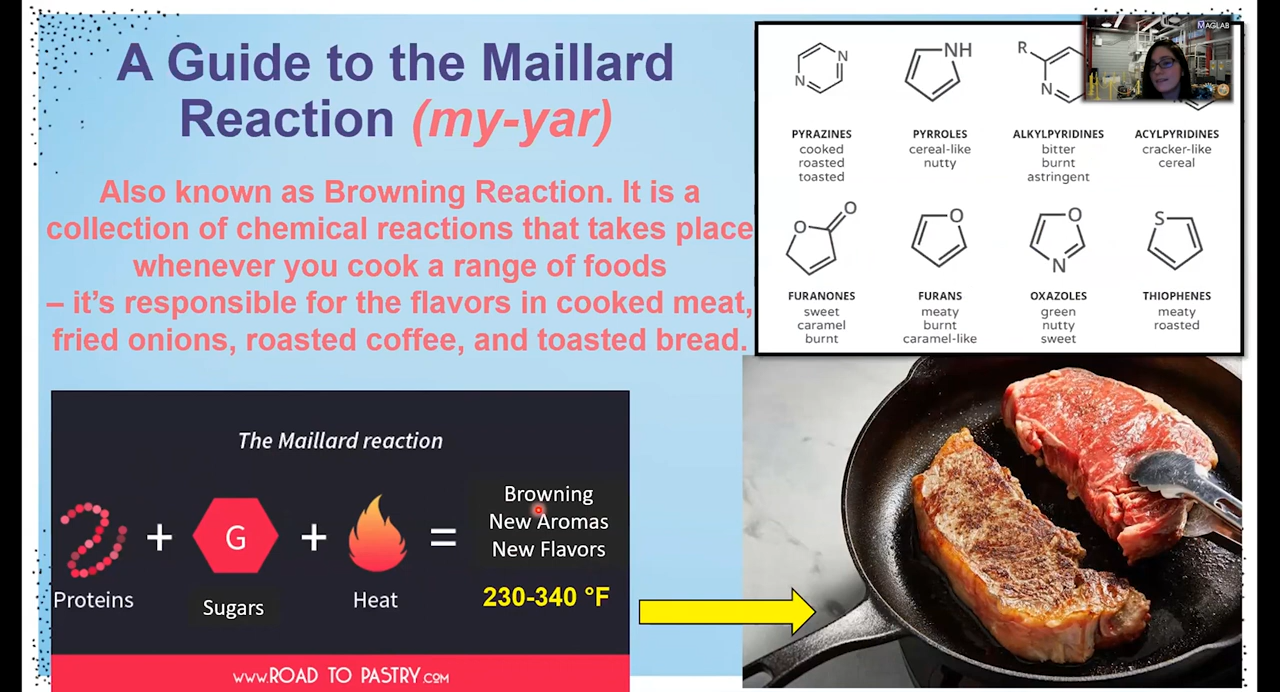 A Guide to the Maillard
Reaction (my-yar)
Also known as Browning Reaction. It is a
collection of chemical reactions that takes place
whenever you cook a range of foods
– it's responsible for the flavors in cooked meat,
fried onions, roasted coffee, and toasted bread.
N
N
NH
R
N
MAGLAB
PYRAZINES
cooked
roasted
toasted
PYRROLES
cereal-like
nutty
ALKYLPYRIDINES
bitter
burnt
astringent
ACYLPYRIDINES
cracker-like
cereal
O
O
O
O
N
S
FURANONES
sweet
caramel
burnt
FURANS
meaty
burnt
caramel-like
OXAZOLES
green
nutty
sweet
THIOPHENES
meaty
roasted
The Maillard reaction
+ G + =
Proteins
Sugars
Heat
Browning
New Aromas
New Flavors
230-340 °F
www.ROAD TO PASTRY.COM